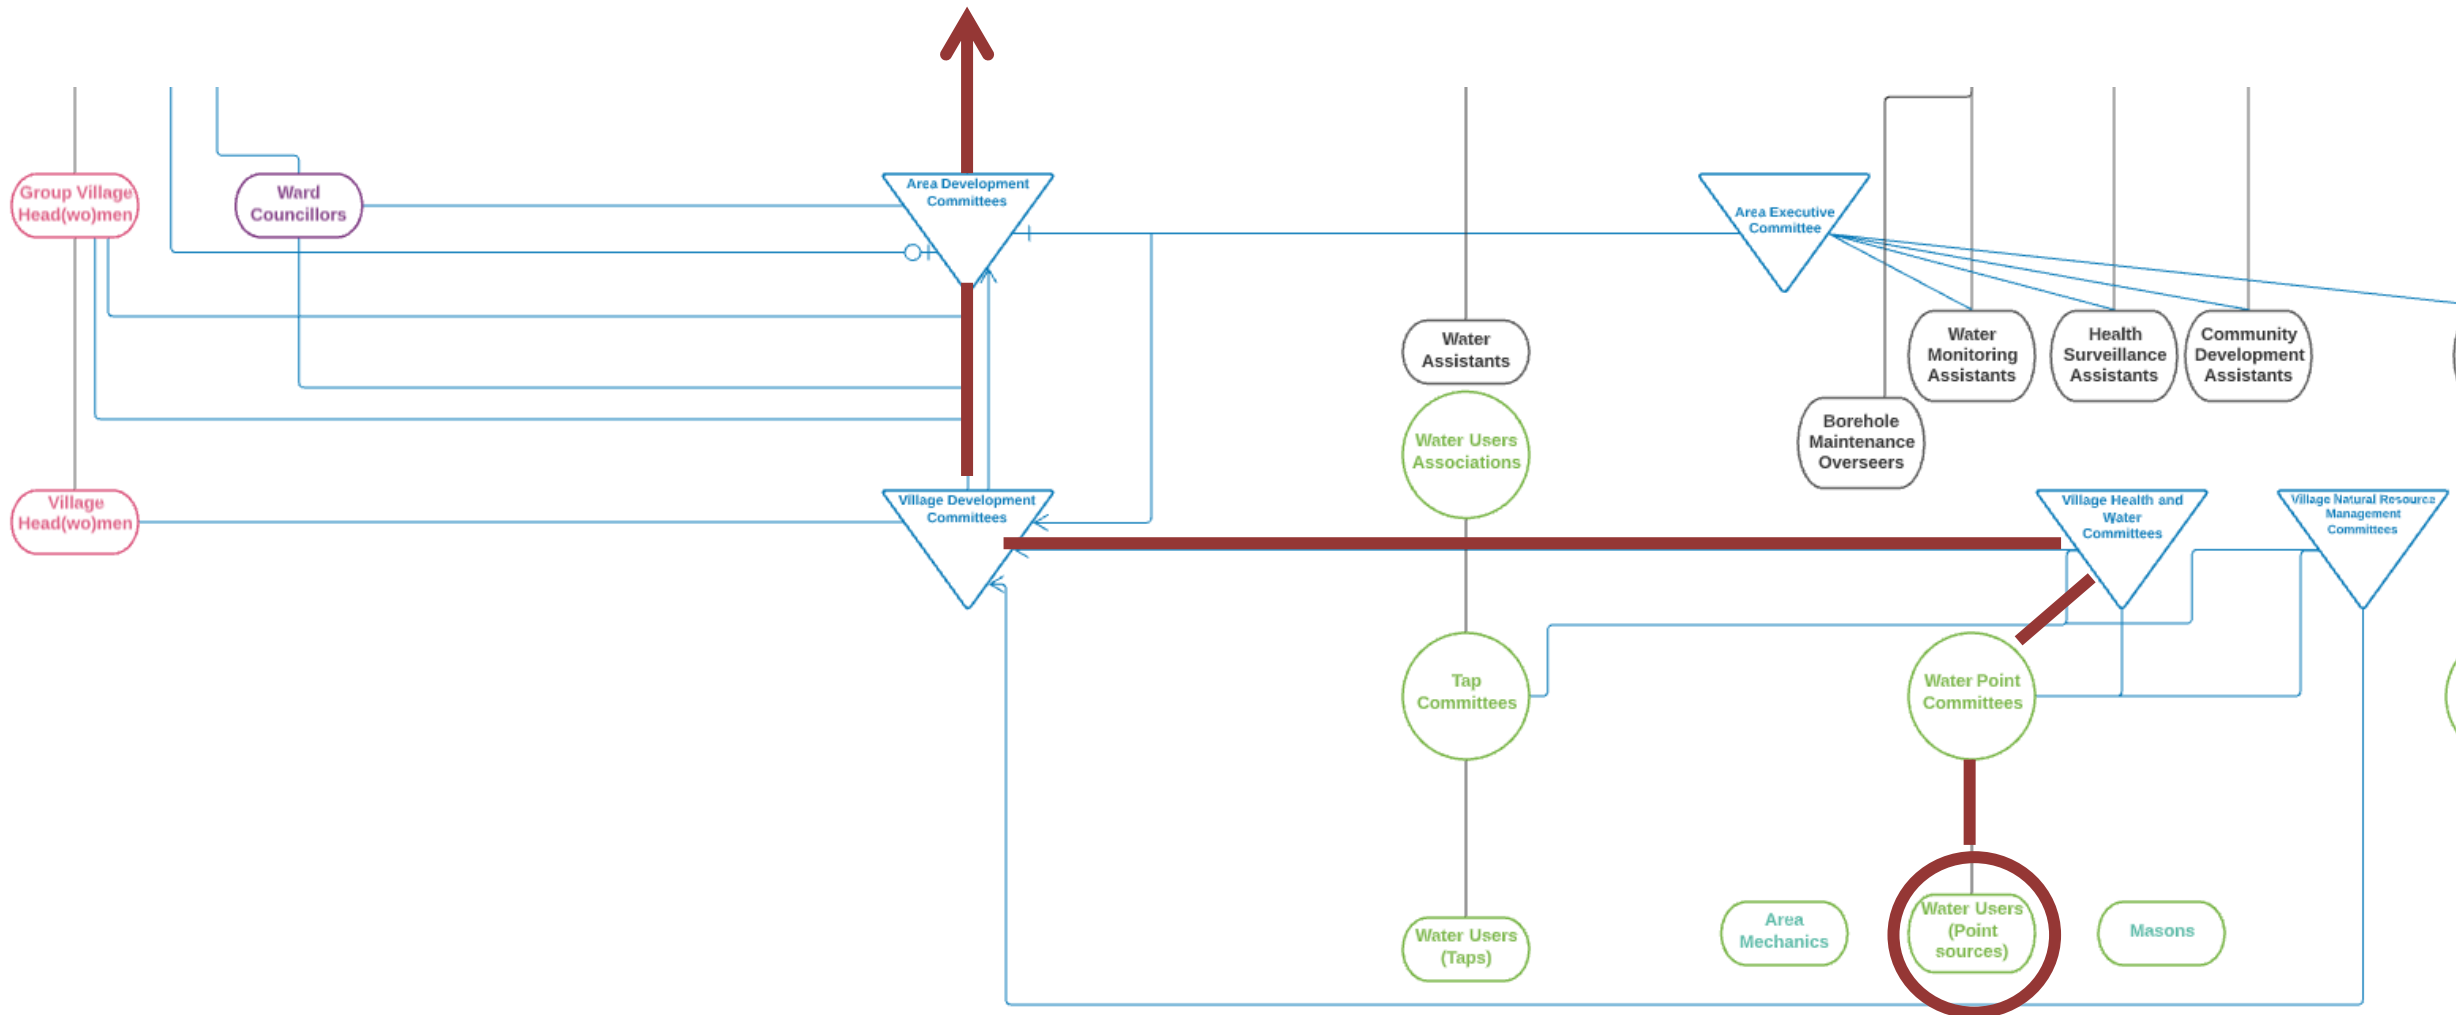 Group Village
Head(wo)men
Ward
Councillors
Area Development
Committees
Area Executive
Committee
Water
Assistants
Water
Monitoring
Assistants
Health
Surveillance
Assistants
Community
Development
Assistants
Borehole
Maintenance
Overseers
Water Users
Associations
Village
Head(wo)men
Village Development
Committees
Village Health and
Water
Committees
Village Natural Resource
Management
Committees
Tap
Committees
Water Point
Committees
Water Users
(Taps)
Area
Mechanics
Water Users
(Point
sources)
Masons